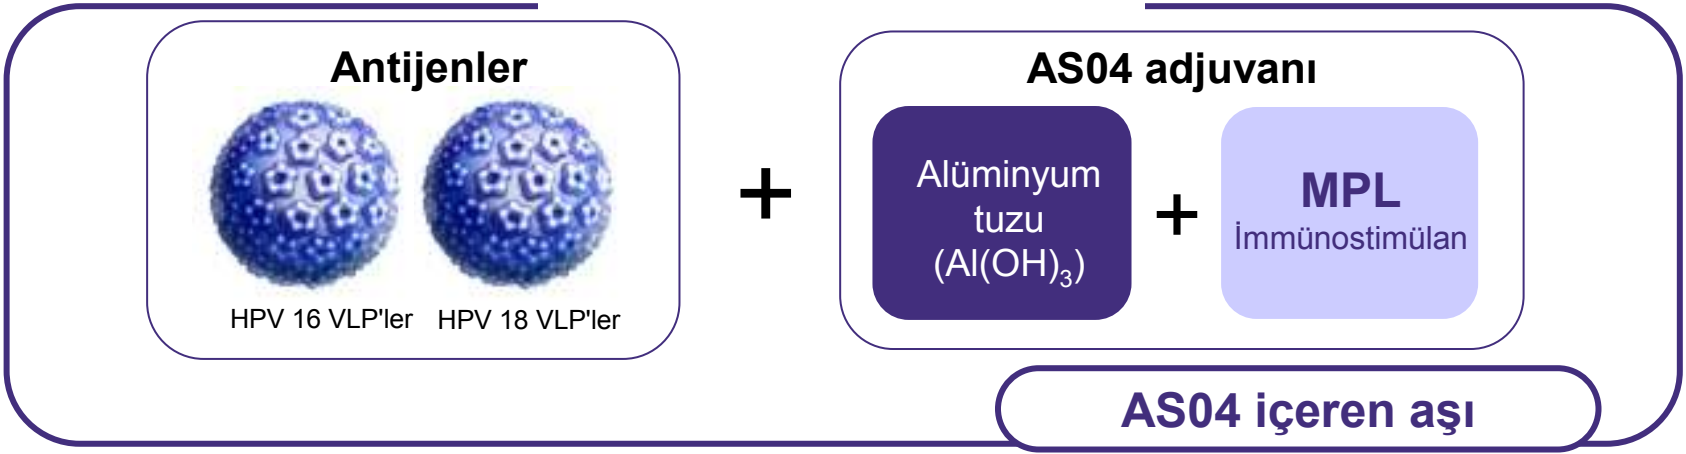 Antijenler
HPV 16 VLP'ler HPV 18 VLP'ler
+
AS04 adjuvanı
Alüminyum
tuzu
(Al(OH)₃)
+
MPL
İmmünostimülan
AS04 içeren aşı